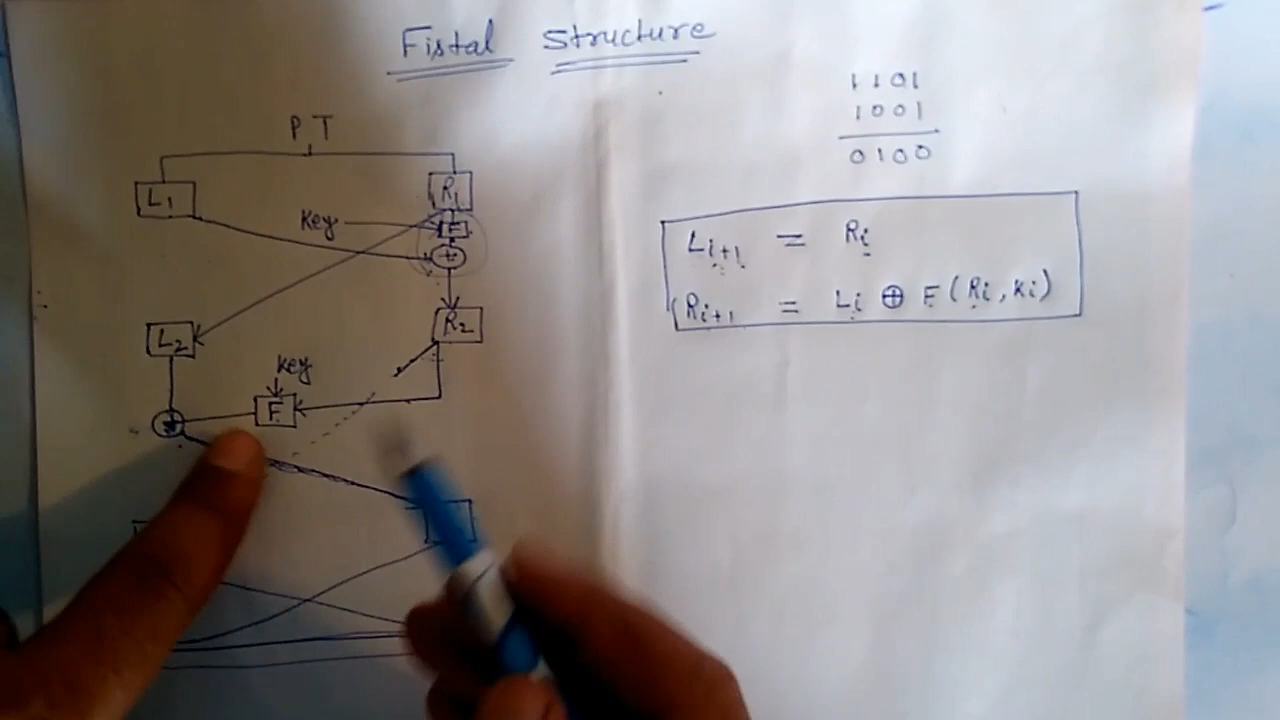 Fistal Structure
1101
1001
0100
PT
L1
R1
Key
F
+
L2
R2
Key
F
+
Li+1 = Ri
Ri+1 = Li ⊕ F(Ri, Ki)